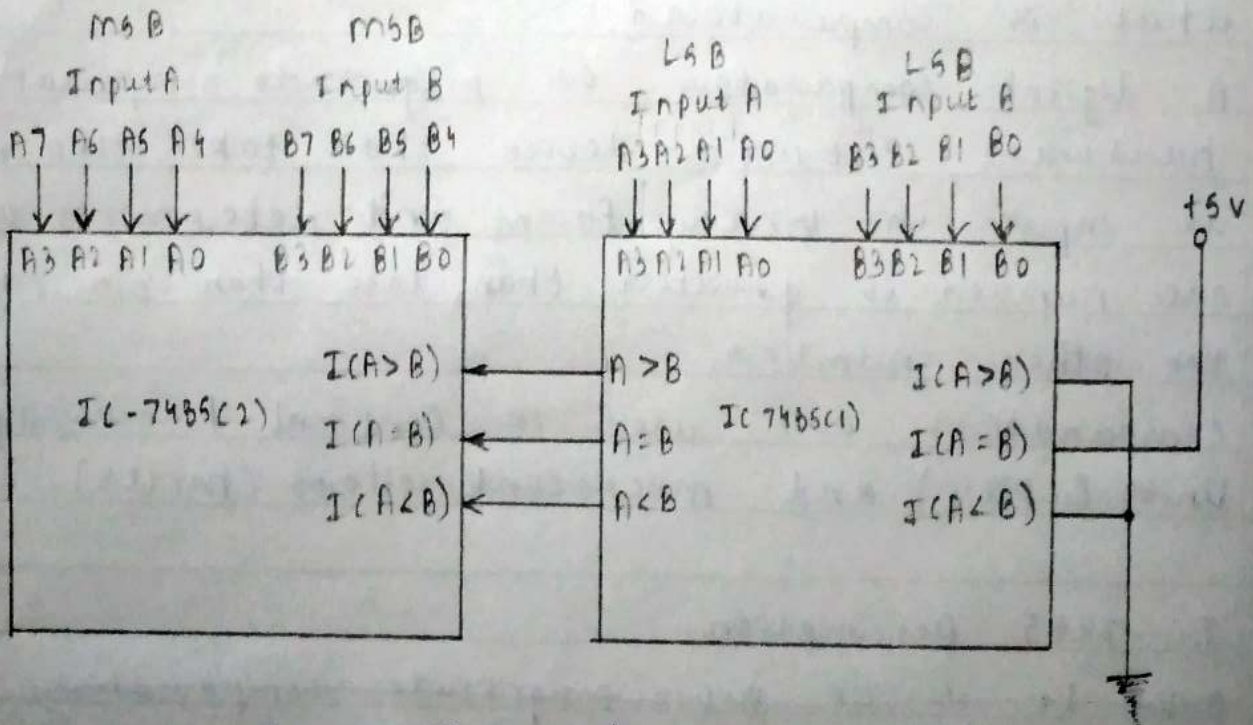 MSB MSB LSB LSB
Input A Input B Input A Input B
A7 A6 A5 A4 B7 B6 B5 B4 A3 A2 A1 A0 B3 B2 B1 B0
+5V
A3 A2 A1 A0 B3 B2 B1 B0 A3 A2 A1 A0 B3 B2 B1 B0
I(A>B) A>B I(A>B)
IC-7485(2) I(A=B) A=B IC 7485(1) I(A=B)
I(A<B) A<B I(A<B)